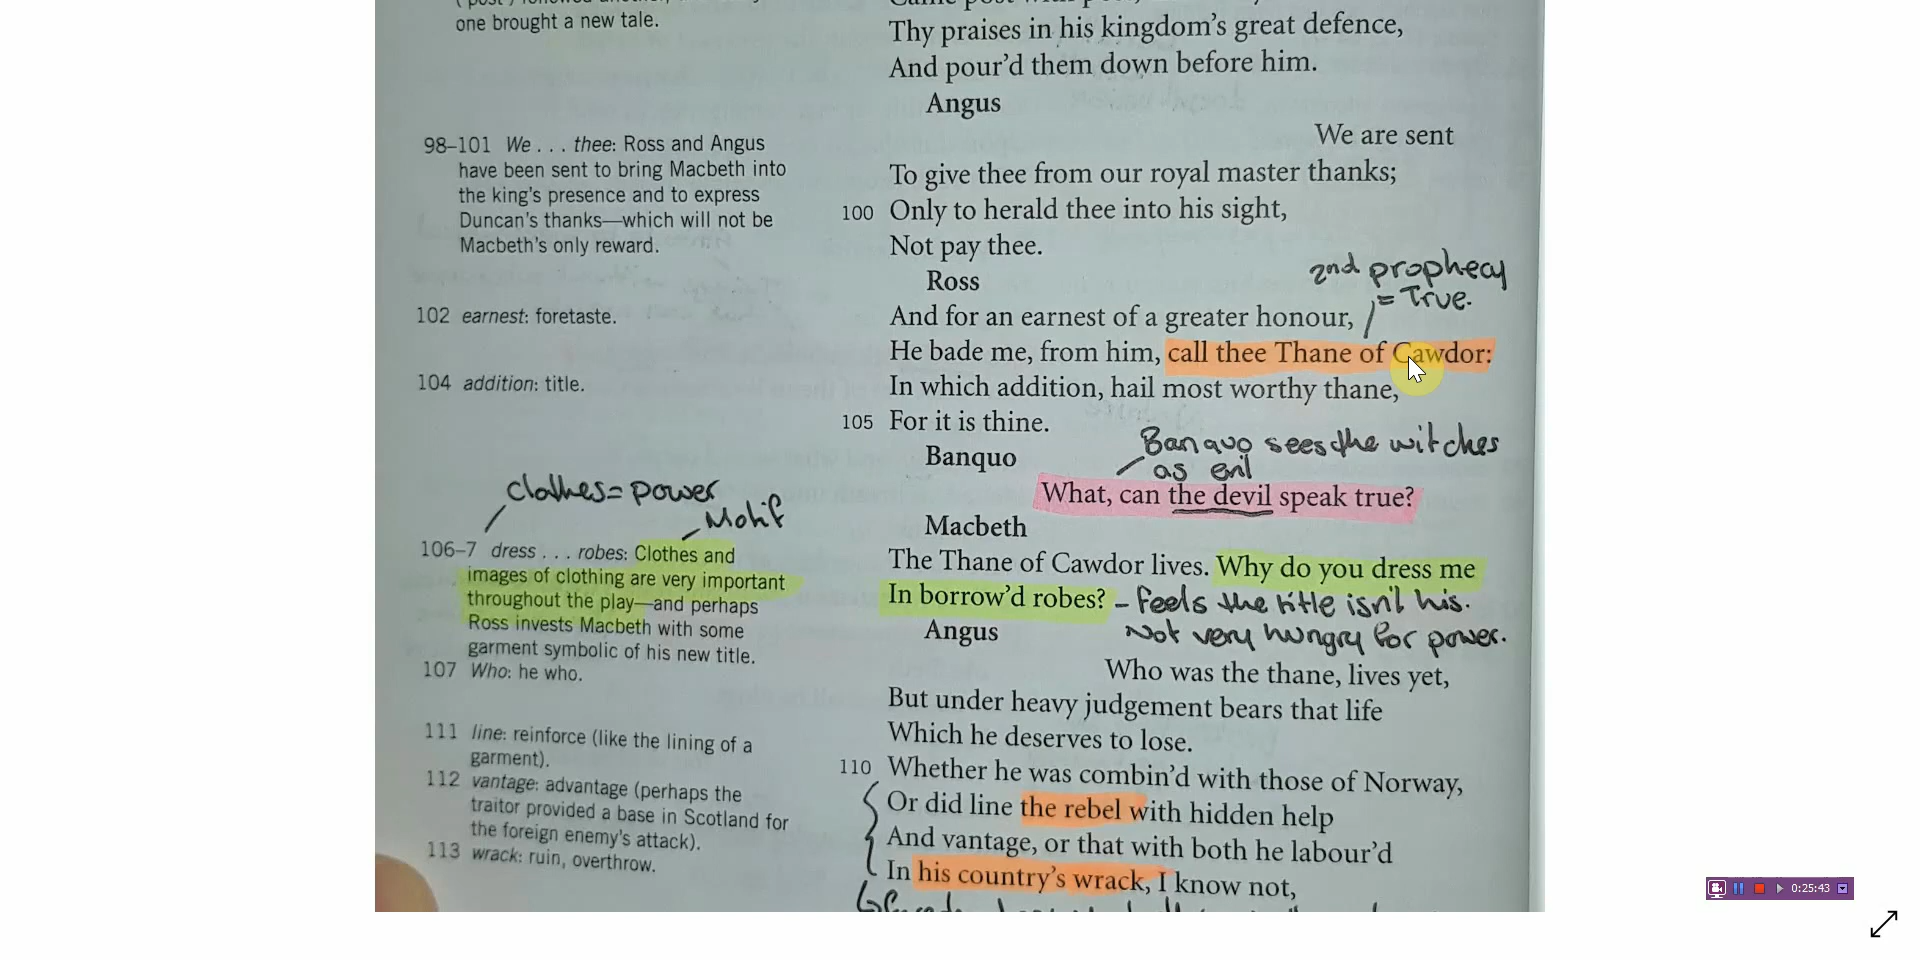 one brought a new tale.
98–101 We . . . thee: Ross and Angus
have been sent to bring Macbeth into
the king's presence and to express
Duncan's thanks—which will not be
Macbeth's only reward.
102 earnest: foretaste.
104 addition: title.
clothes = power
Motif
106–7 dress . . . robes: Clothes and
images of clothing are very important
throughout the play—and perhaps
Ross invests Macbeth with some
garment symbolic of his new title.
107 Who: he who.
111 line: reinforce (like the lining of a
garment).
112 vantage: advantage (perhaps the
traitor provided a base in Scotland for
the foreign enemy's attack).
113 wrack: ruin, overthrow.
Thy praises in his kingdom's great defence,
And pour'd them down before him.
Angus
We are sent
To give thee from our royal master thanks;
100 Only to herald thee into his sight,
Not pay thee.
2nd prophecy
= True.
Ross
And for an earnest of a greater honour,
He bade me, from him, call thee Thane of Cawdor:
In which addition, hail most worthy thane,
105 For it is thine.
Banquo sees the witches
as evil
Banquo
What, can the devil speak true?
Macbeth
The Thane of Cawdor lives. Why do you dress me
In borrow'd robes? – feels the title isn't his.
Not very hungry for power.
Angus
Who was the thane, lives yet,
But under heavy judgement bears that life
Which he deserves to lose.
110 Whether he was combin'd with those of Norway,
Or did line the rebel with hidden help
And vantage, or that with both he labour'd
In his country's wrack, I know not,
0:25:43